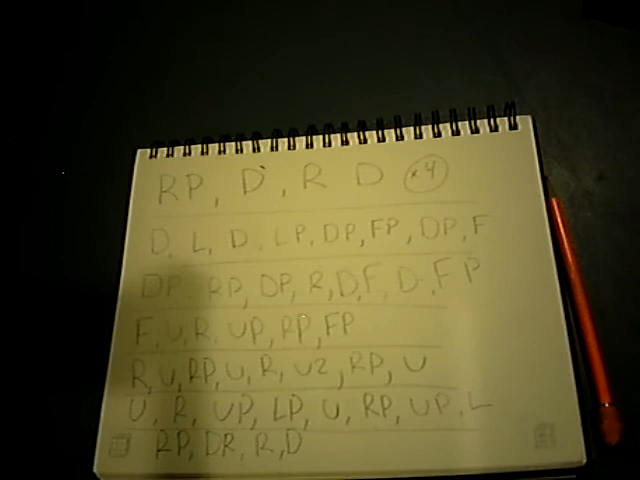 RP, D', R D x4
D, L, D, LP, DP, FP, DP, F
DP, RP, DP, R, D, F, D, FP
F, U, R, UP, RP, FP
R, U, RP, U, R, U2, RP, U
U, R, UP, LP, U, RP, UP, L
RP, DR, R, D